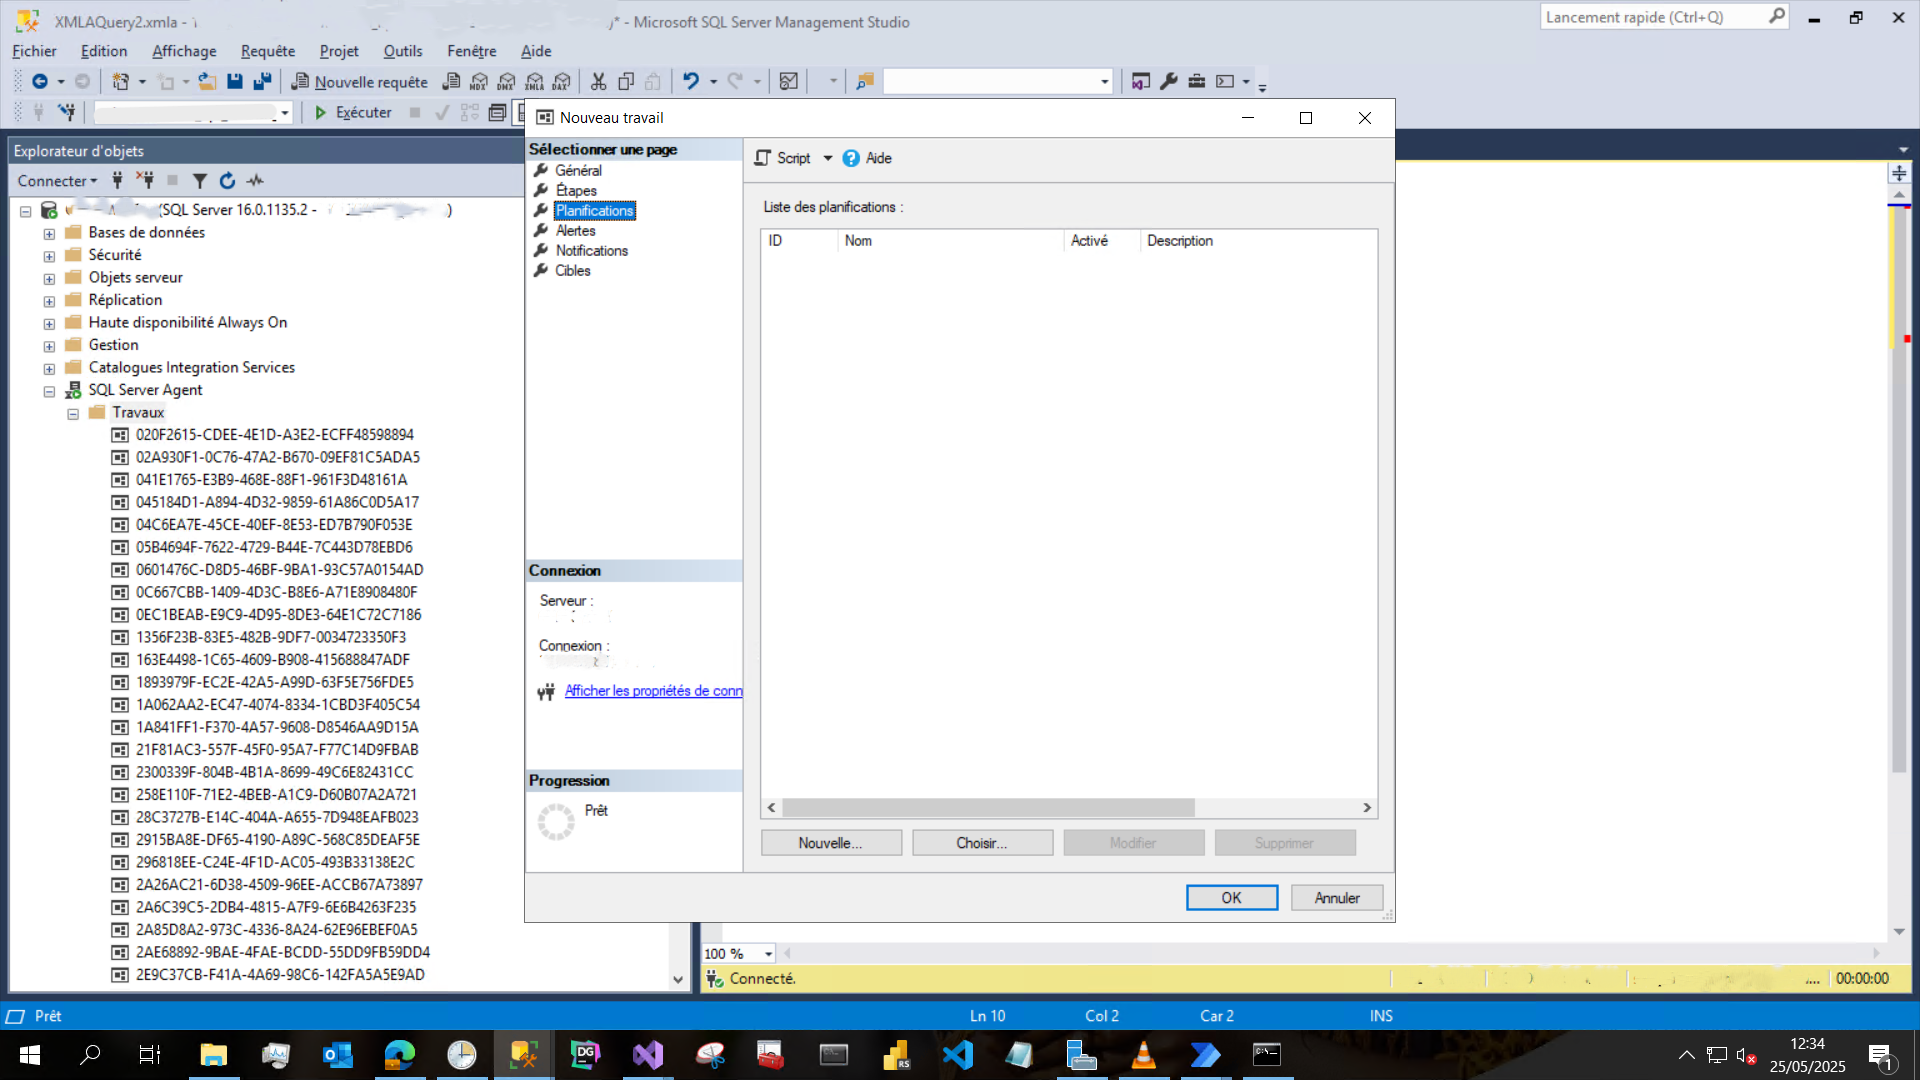 XMLAQuery2.xmla -
)* - Microsoft SQL Server Management Studio
Lancement rapide (Ctrl+Q)
Fichier Edition Affichage Requête Projet Outils Fenêtre Aide
Nouvelle requête MDX DMX XMLA DAX
Exécuter
Explorateur d'objets
Connecter
(SQL Server 16.0.1135.2 - )
Bases de données
Sécurité
Objets serveur
Réplication
Haute disponibilité Always On
Gestion
Catalogues Integration Services
SQL Server Agent
Travaux
020F2615-CDEE-4E1D-A3E2-ECFF48598894
02A930F1-0C76-47A2-B670-09EF81C5ADA5
041E1765-E3B9-468E-88F1-961F3D48161A
045184D1-A894-4D32-9859-61A86C0D5A17
04C6EA7E-45CE-40EF-8E53-ED7B790F053E
05B4694F-7622-4729-B44E-7C443D78EBD6
0601476C-D8D5-46BF-9BA1-93C57A0154AD
0C667CBB-1409-4D3C-B8E6-A71E8908480F
0EC1BEAB-E9C9-4D95-8DE3-64E1C72C7186
1356F23B-83E5-482B-9DF7-0034723350F3
163E4498-1C65-4609-B908-415688847ADF
1893979F-EC2E-42A5-A99D-63F5E756FDE5
1A062AA2-EC47-4074-8334-1CBD3F405C54
1A841FF1-F370-4A57-9608-D8546AA9D15A
21F81AC3-557F-45F0-95A7-F77C14D9FBAB
2300339F-804B-4B1A-8699-49C6E82431CC
258E110F-71E2-4BEB-A1C9-D60B07A2A721
28C3727B-E14C-404A-A655-7D948EAFB023
2915BA8E-DF65-4190-A89C-568C85DEAF5E
296818EE-C24E-4F1D-AC05-493B33138E2C
2A26AC21-6D38-4509-96EE-ACCB67A73897
2A6C39C5-2DB4-4815-A7F9-6E6B4263F235
2A85D8A2-973C-4336-8A24-62E96EBEF0A5
2AE68892-9BAE-4FAE-BCDD-55DD9FB59DD4
2E9C37CB-F41A-4A69-98C6-142FA5A5E9AD
Nouveau travail
Sélectionner une page
Général
Étapes
Planifications
Alertes
Notifications
Cibles
Connexion
Serveur :
Connexion :
Afficher les propriétés de conn
Progression
Prêt
Script Aide
Liste des planifications :
ID Nom Activé Description
Nouvelle... Choisir... Modifier Supprimer
OK Annuler
100 %
Connecté.
....
00:00:00
Prêt
Ln 10 Col 2 Car 2 INS
DG
RS
12:34
25/05/2025
1